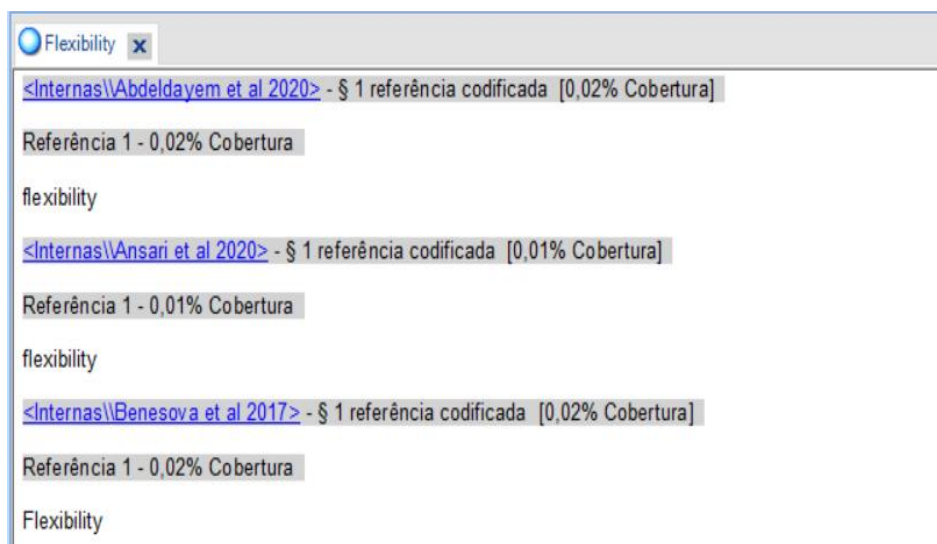 Flexibility x
<Internas\\Abdeldayem et al 2020> - § 1 referência codificada [0,02% Cobertura]
Referência 1 - 0,02% Cobertura
flexibility
<Internas\\Ansari et al 2020> - § 1 referência codificada [0,01% Cobertura]
Referência 1 - 0,01% Cobertura
flexibility
<Internas\\Benesova et al 2017> - § 1 referência codificada [0,02% Cobertura]
Referência 1 - 0,02% Cobertura
Flexibility